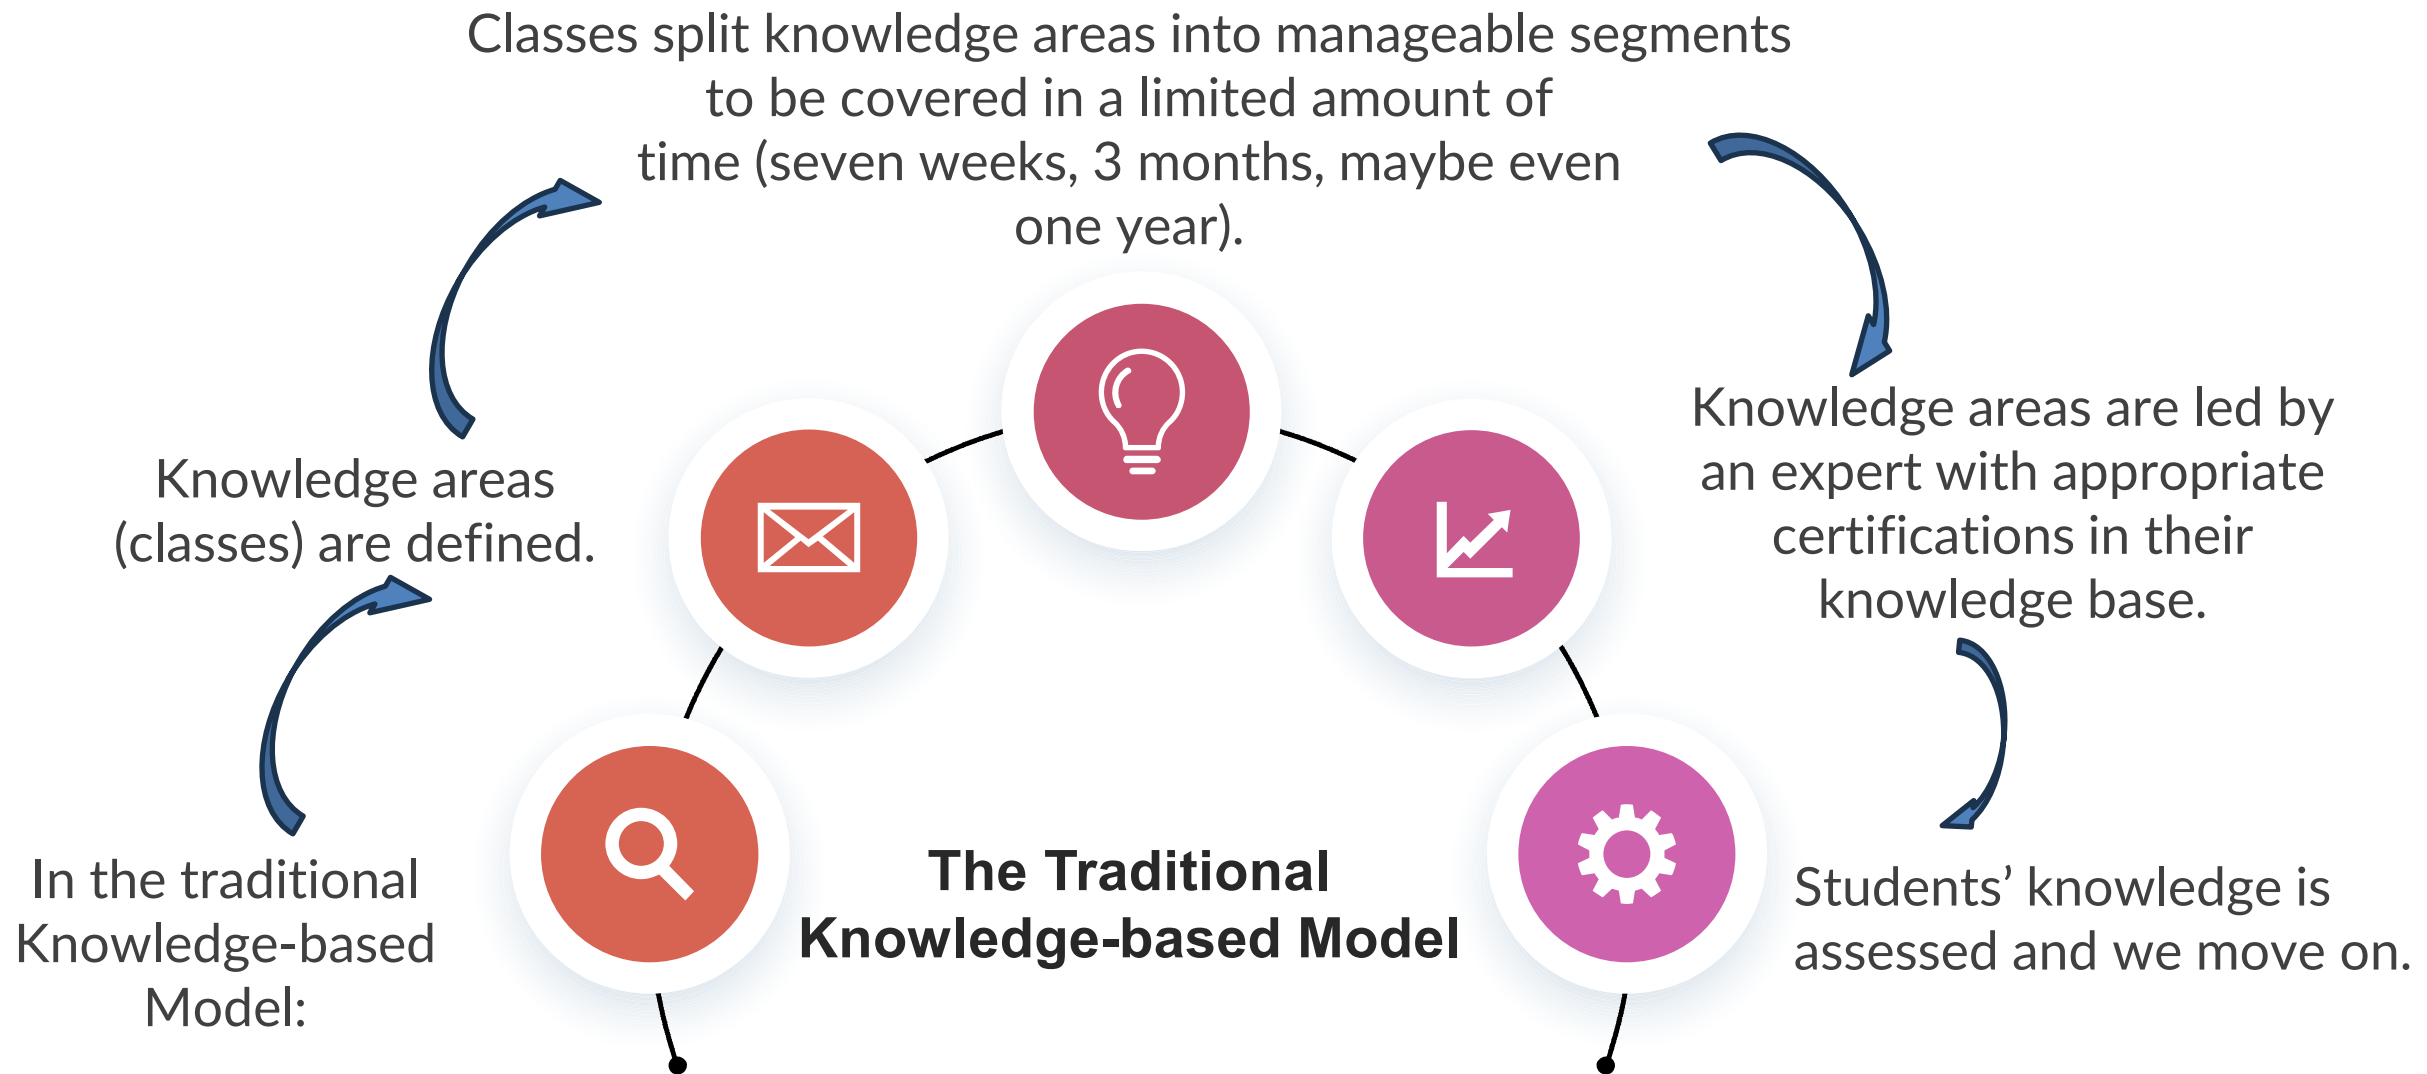 Classes split knowledge areas into manageable segments
to be covered in a limited amount of
time (seven weeks, 3 months, maybe even
one year).
Knowledge areas
(classes) are defined.
In the traditional
Knowledge-based
Model:
Knowledge areas are led by
an expert with appropriate
certifications in their
knowledge base.
Students’ knowledge is
assessed and we move on.
The Traditional
Knowledge-based Model